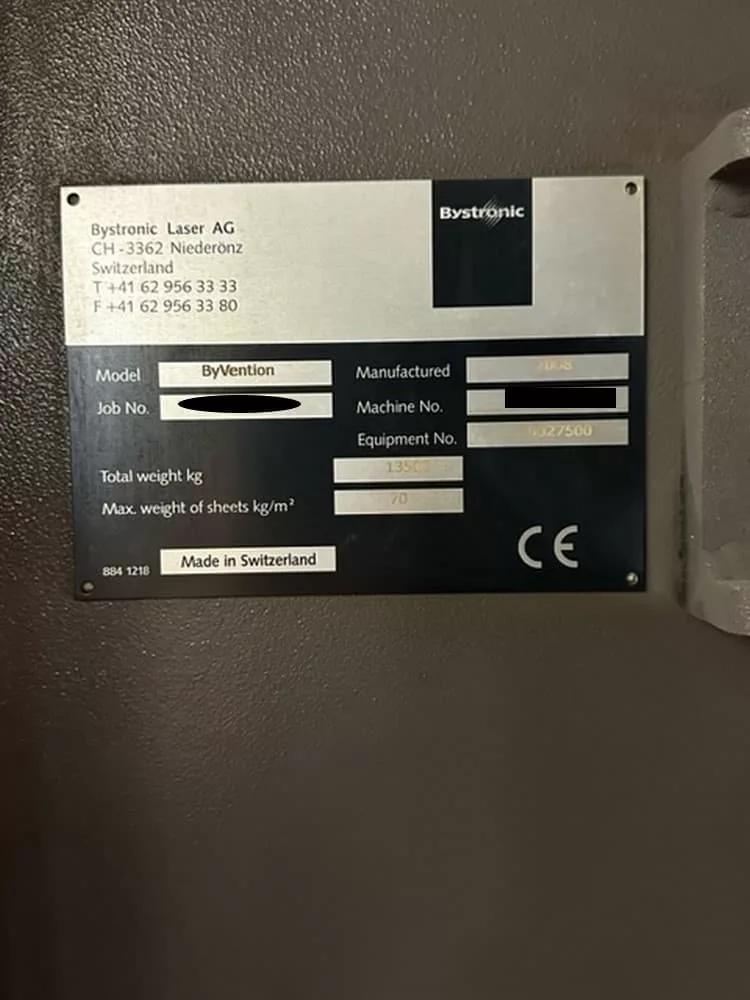 Bystronic Laser AG
CH-3362 Niederönz
Switzerland
T +41 62 956 33 33
F +41 62 956 33 80
Bystronic
Model ByVention
Manufactured 2008
Job No.
Machine No.
Equipment No.
Total weight kg
Max. weight of sheets kg/m² 70
884 1218
Made in Switzerland
CE